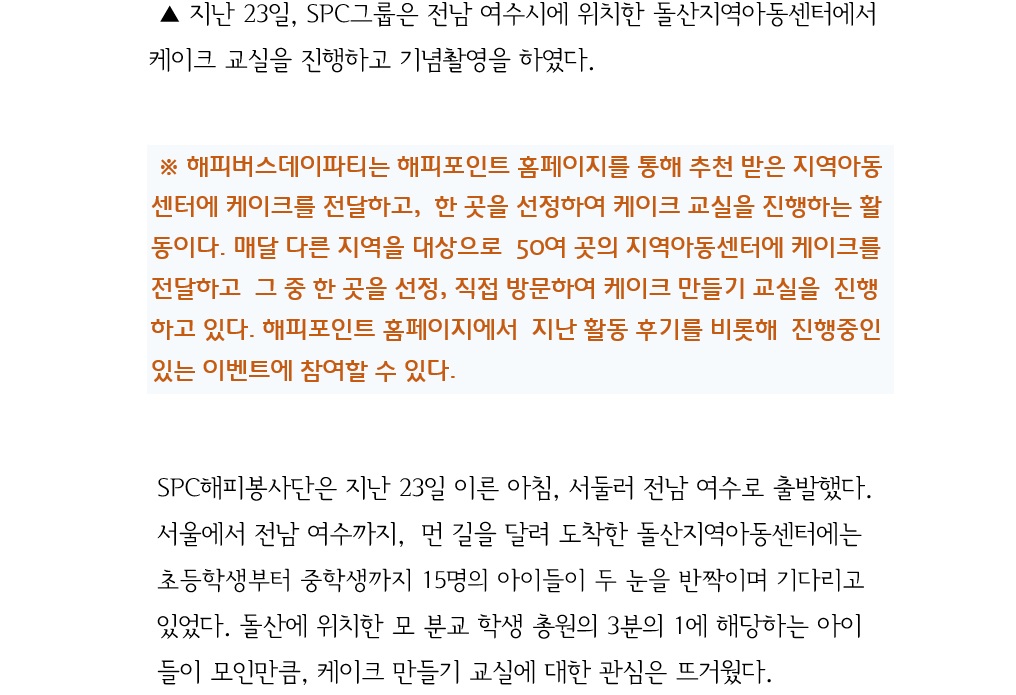 ▲ 지난 23일, SPC그룹은 전남 여수시에 위치한 돌산지역아동센터에서
케이크 교실을 진행하고 기념촬영을 하였다.
※ 해피버스데이파티는 해피포인트 홈페이지를 통해 추천 받은 지역아동
센터에 케이크를 전달하고, 한 곳을 선정하여 케이크 교실을 진행하는 활
동이다. 매달 다른 지역을 대상으로 50여 곳의 지역아동센터에 케이크를
전달하고 그 중 한 곳을 선정, 직접 방문하여 케이크 만들기 교실을 진행
하고 있다. 해피포인트 홈페이지에서 지난 활동 후기를 비롯해 진행중인
있는 이벤트에 참여할 수 있다.
SPC해피봉사단은 지난 23일 이른 아침, 서둘러 전남 여수로 출발했다.
서울에서 전남 여수까지, 먼 길을 달려 도착한 돌산지역아동센터에는
초등학생부터 중학생까지 15명의 아이들이 두 눈을 반짝이며 기다리고
있었다. 돌산에 위치한 모 분교 학생 총원의 3분의 1에 해당하는 아이
들이 모인만큼, 케이크 만들기 교실에 대한 관심은 뜨거웠다.